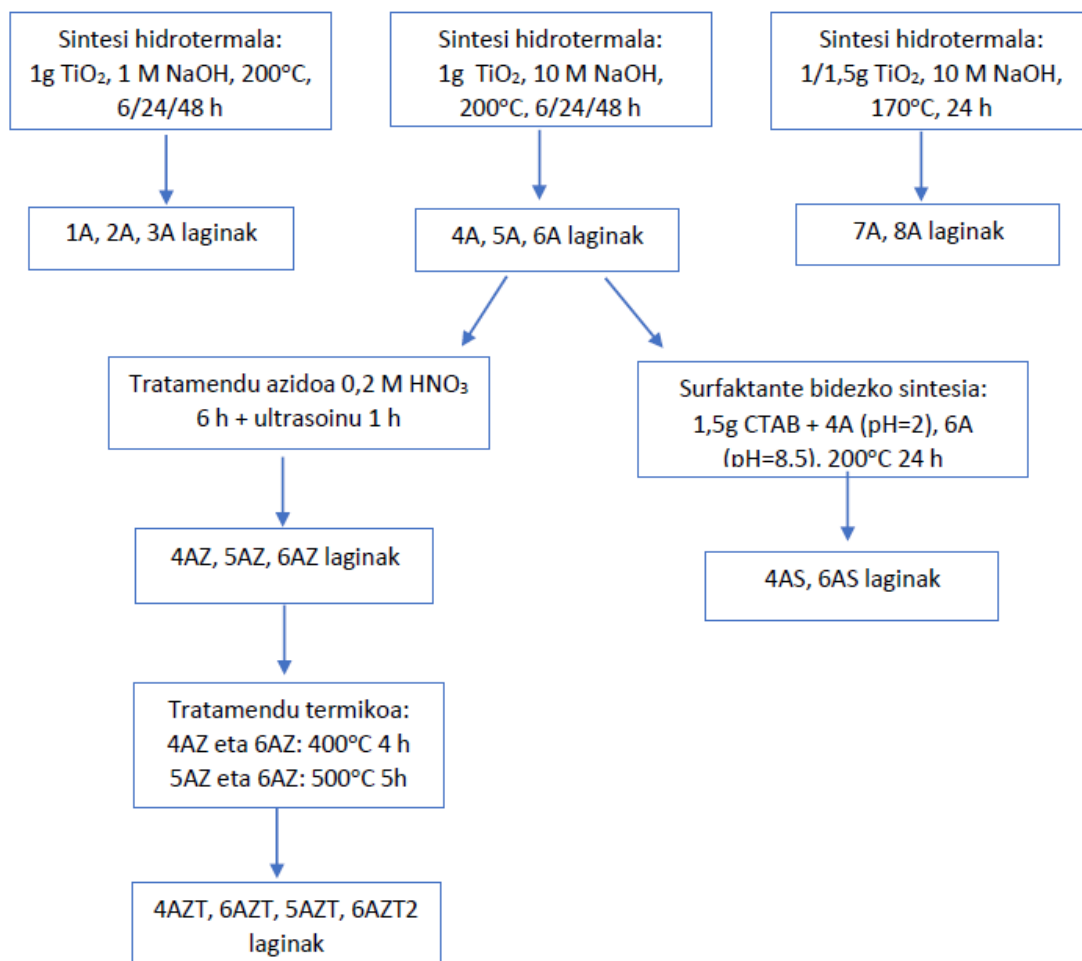 Sintesi hidrotermala:
1g TiO₂, 1 M NaOH, 200°C,
6/24/48 h
Sintesi hidrotermala:
1g TiO₂, 10 M NaOH,
200°C, 6/24/48 h
Sintesi hidrotermala:
1/1,5g TiO₂, 10 M NaOH,
170°C, 24 h
1A, 2A, 3A laginak
4A, 5A, 6A laginak
7A, 8A laginak
Tratamendu azidoa 0,2 M HNO₃
6 h + ultrasoinu 1 h
Surfaktante bidezko sintesia:
1,5g CTAB + 4A (pH=2), 6A
(pH=8.5). 200°C 24 h
4AZ, 5AZ, 6AZ laginak
4AS, 6AS laginak
Tratamendu termikoa:
4AZ eta 6AZ: 400°C 4 h
5AZ eta 6AZ: 500°C 5h
4AZT, 6AZT, 5AZT, 6AZT2
laginak